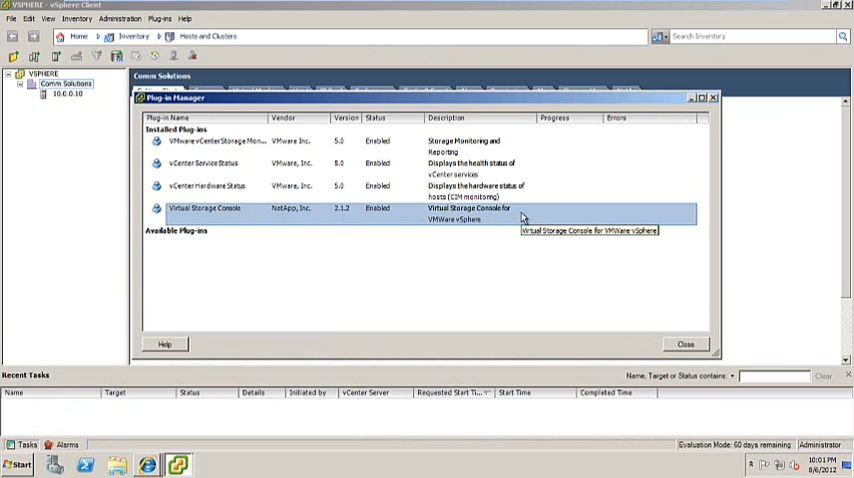 VSPHERE - vSphere Client
File Edit View Inventory Administration Plug-ins Help
Home Inventory Hosts and Clusters Search Inventory
VSPHERE
Comm Solutions
10.0.0.10
Comm Solutions
Plug-in Manager
Plug-in Name Vendor Version Status Description Progress Errors
Installed Plug-ins
VMware vCenter Storage Mon... VMware Inc. 5.0 Enabled Storage Monitoring and
Reporting
vCenter Service Status VMware, Inc. 5.0 Enabled Displays the health status of
vCenter services
vCenter Hardware Status VMware, Inc. 5.0 Enabled Displays the hardware status of
hosts (CIM monitoring)
Virtual Storage Console NetApp, Inc. 2.1.2 Enabled Virtual Storage Console for
VMWare vSphere
Virtual Storage Console for VMWare vSphere
Available Plug-ins
Help Close
Recent Tasks Name, Target or Status contains: Clear
Name Target Status Details Initiated by vCenter Server Requested Start Ti... Start Time Completed Time
Tasks Alarms Evaluation Mode: 60 days remaining Administrator
Start 10:01 PM
8/6/2012